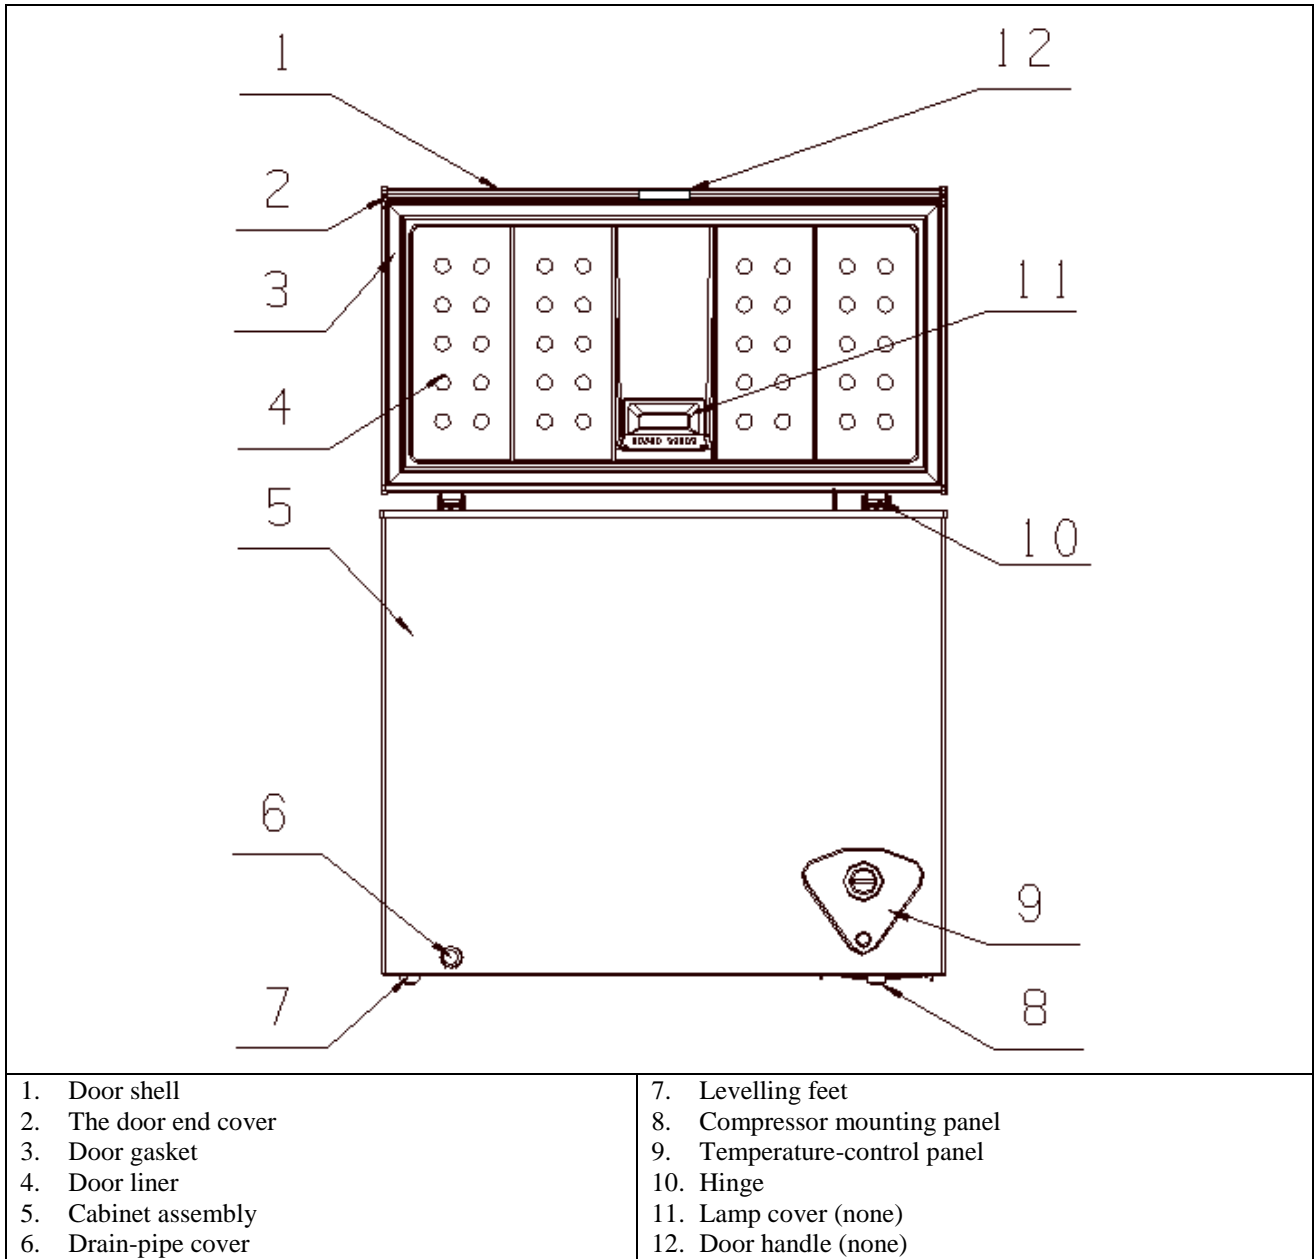 1
12
2
3
11
4
5
10
6
9
7
8
1. Door shell
2. The door end cover
3. Door gasket
4. Door liner
5. Cabinet assembly
6. Drain-pipe cover
7. Levelling feet
8. Compressor mounting panel
9. Temperature-control panel
10. Hinge
11. Lamp cover (none)
12. Door handle (none)